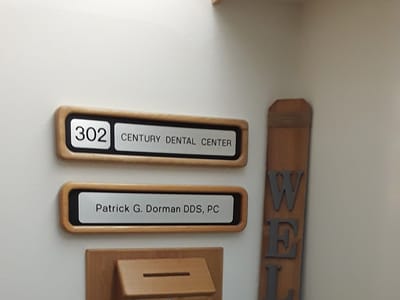 302 CENTURY DENTAL CENTER
Patrick G. Dorman DDS, PC
WEL